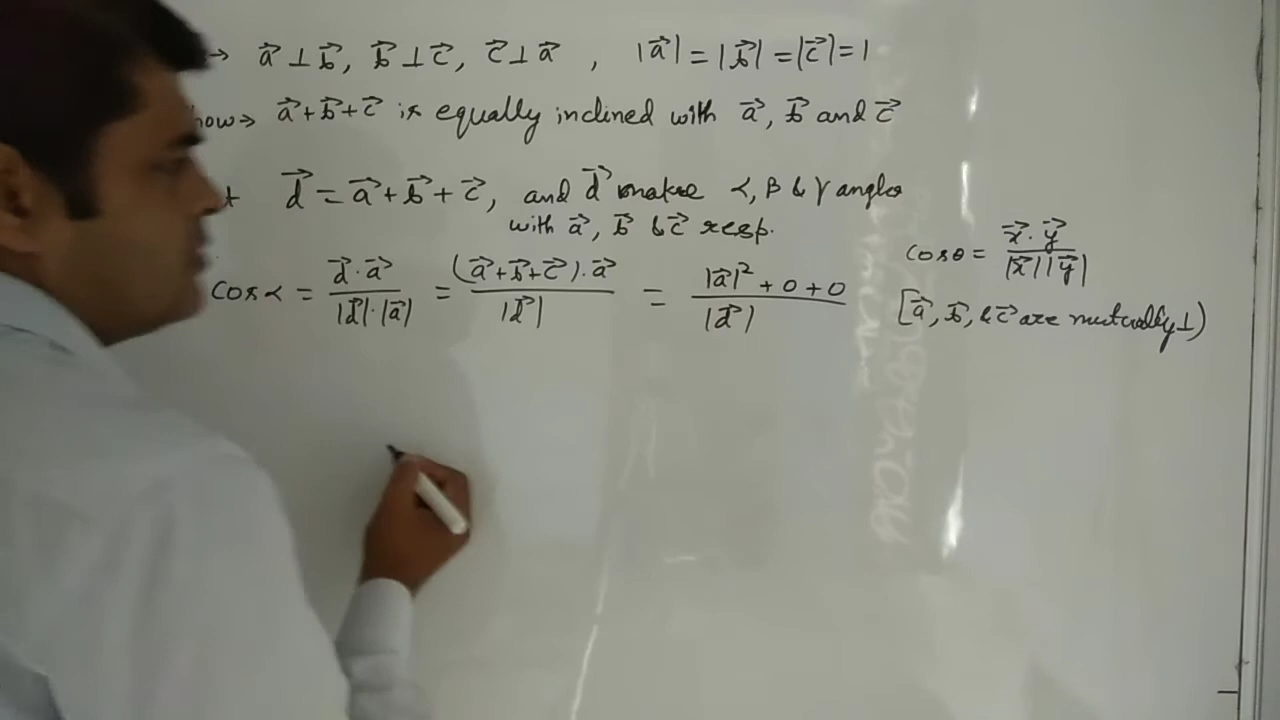 → a⃗ ⊥ b⃗, b⃗ ⊥ c⃗, c⃗ ⊥ a⃗ , |a⃗| = |b⃗| = |c⃗| = 1
how→ a⃗ + b⃗ + c⃗ is equally inclined with a⃗, b⃗ and c⃗
t d⃗ = a⃗ + b⃗ + c⃗, and d⃗ make α, β & γ angles
with a⃗, b⃗ & c⃗ resp.
cos α = d⃗·a⃗ / |d⃗|·|a⃗| = (a⃗+b⃗+c⃗)·a⃗ / |d⃗| = |a⃗|² + 0 + 0 / |d⃗|
cos θ = x⃗·y⃗ / |x⃗||y⃗|
[a⃗, b⃗, & c⃗ are mutually ⊥)